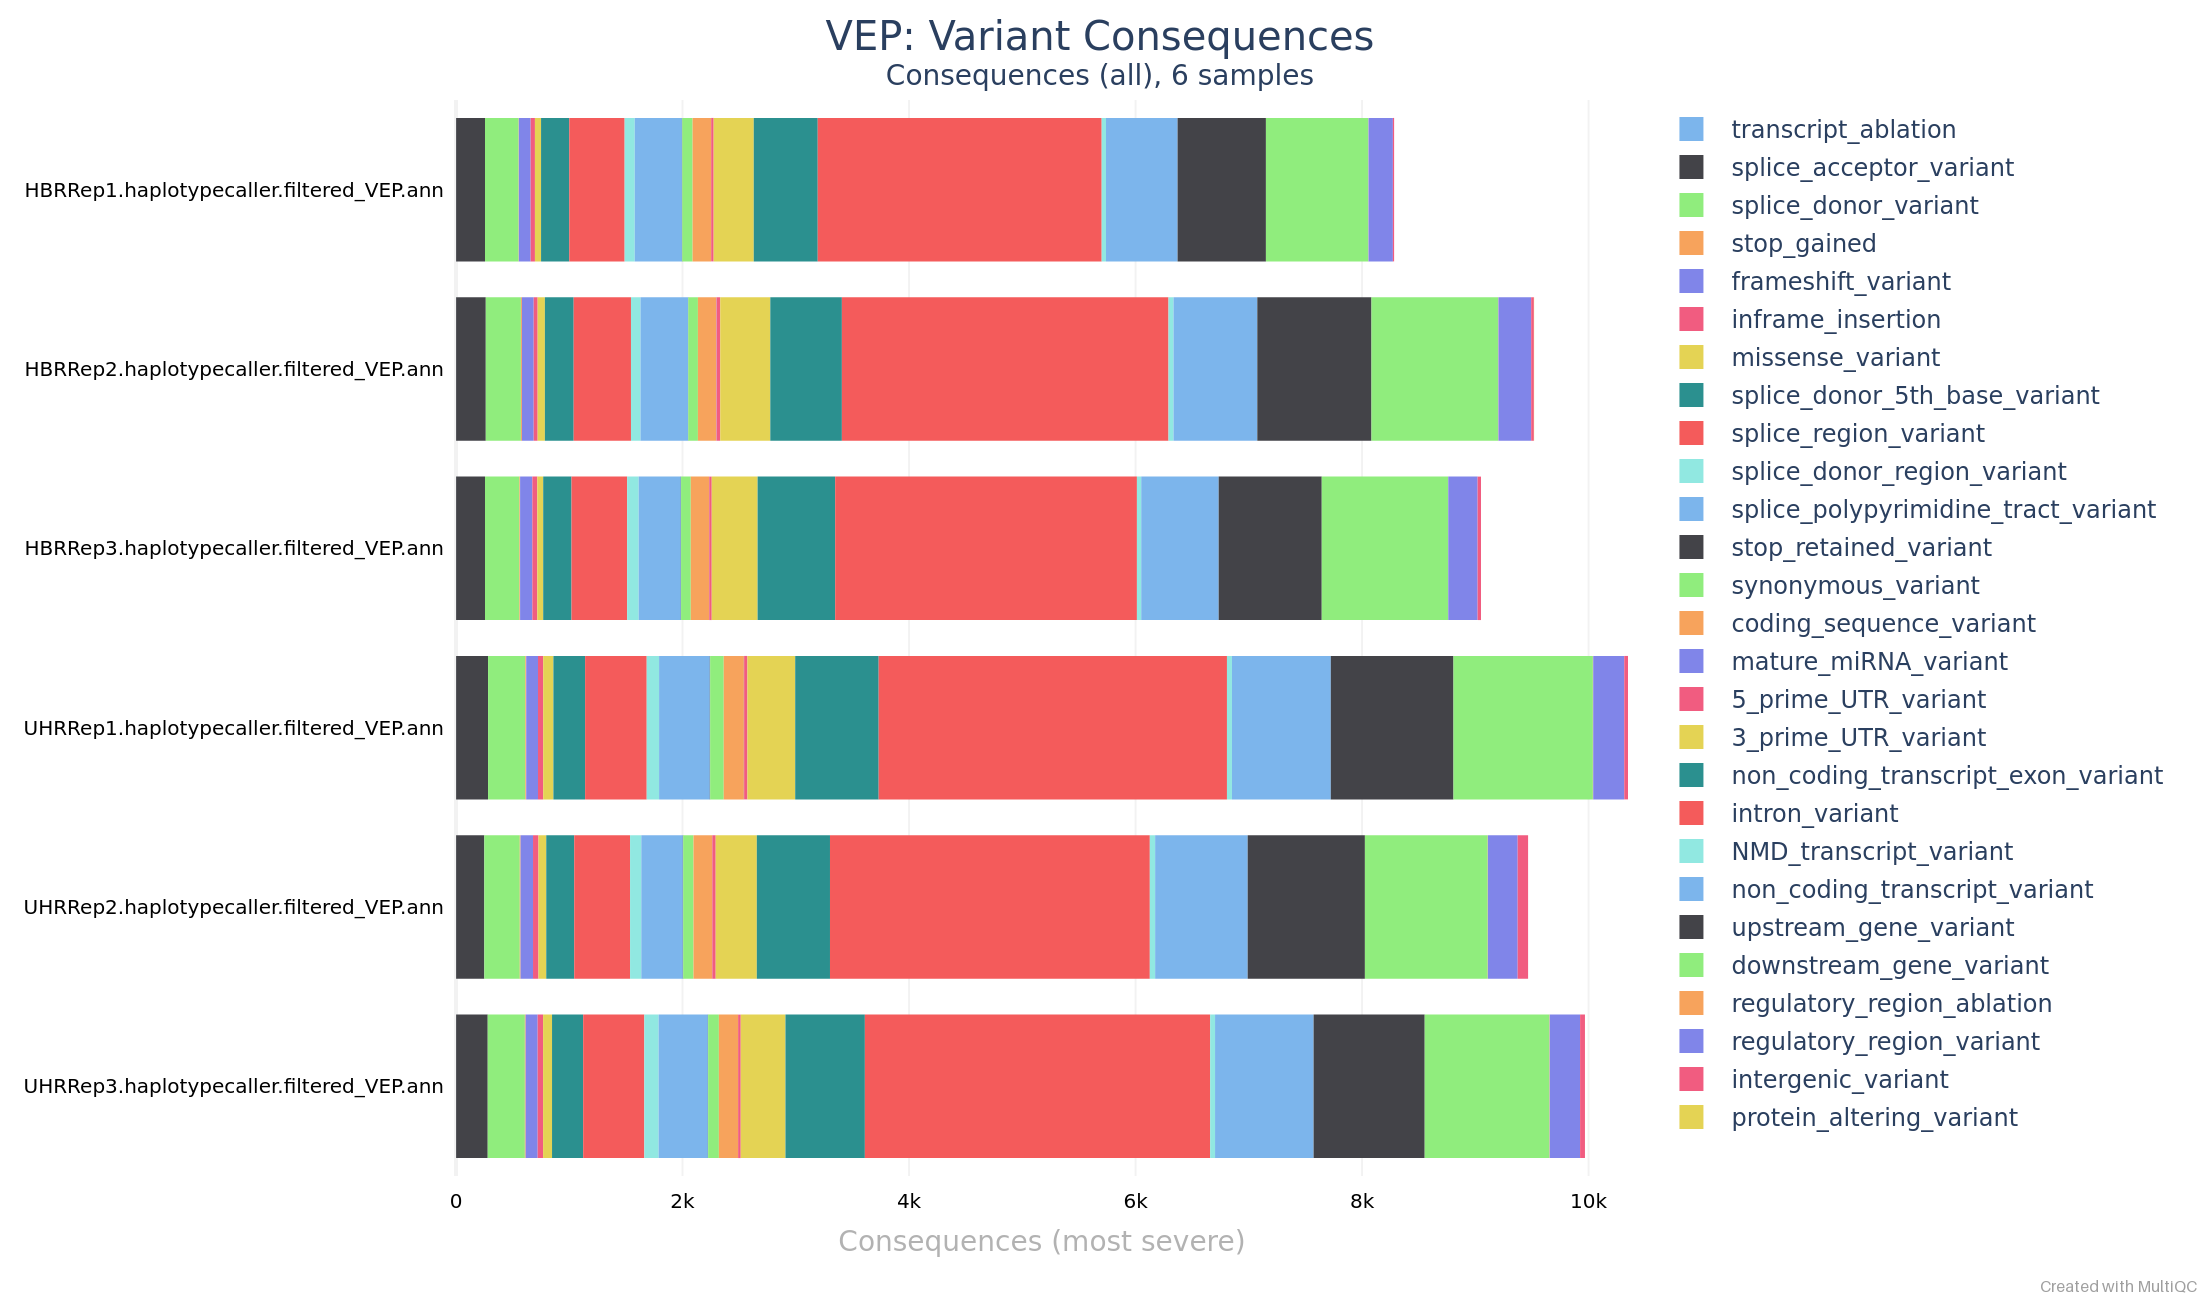 VEP: Variant Consequences
Consequences (all), 6 samples
HBRRep1.haplotypecaller.filtered_VEP.ann
HBRRep2.haplotypecaller.filtered_VEP.ann
HBRRep3.haplotypecaller.filtered_VEP.ann
UHRRep1.haplotypecaller.filtered_VEP.ann
UHRRep2.haplotypecaller.filtered_VEP.ann
UHRRep3.haplotypecaller.filtered_VEP.ann
0 2k 4k 6k 8k 10k
Consequences (most severe)
transcript_ablation
splice_acceptor_variant
splice_donor_variant
stop_gained
frameshift_variant
inframe_insertion
missense_variant
splice_donor_5th_base_variant
splice_region_variant
splice_donor_region_variant
splice_polypyrimidine_tract_variant
stop_retained_variant
synonymous_variant
coding_sequence_variant
mature_miRNA_variant
5_prime_UTR_variant
3_prime_UTR_variant
non_coding_transcript_exon_variant
intron_variant
NMD_transcript_variant
non_coding_transcript_variant
upstream_gene_variant
downstream_gene_variant
regulatory_region_ablation
regulatory_region_variant
intergenic_variant
protein_altering_variant
Created with MultiQC